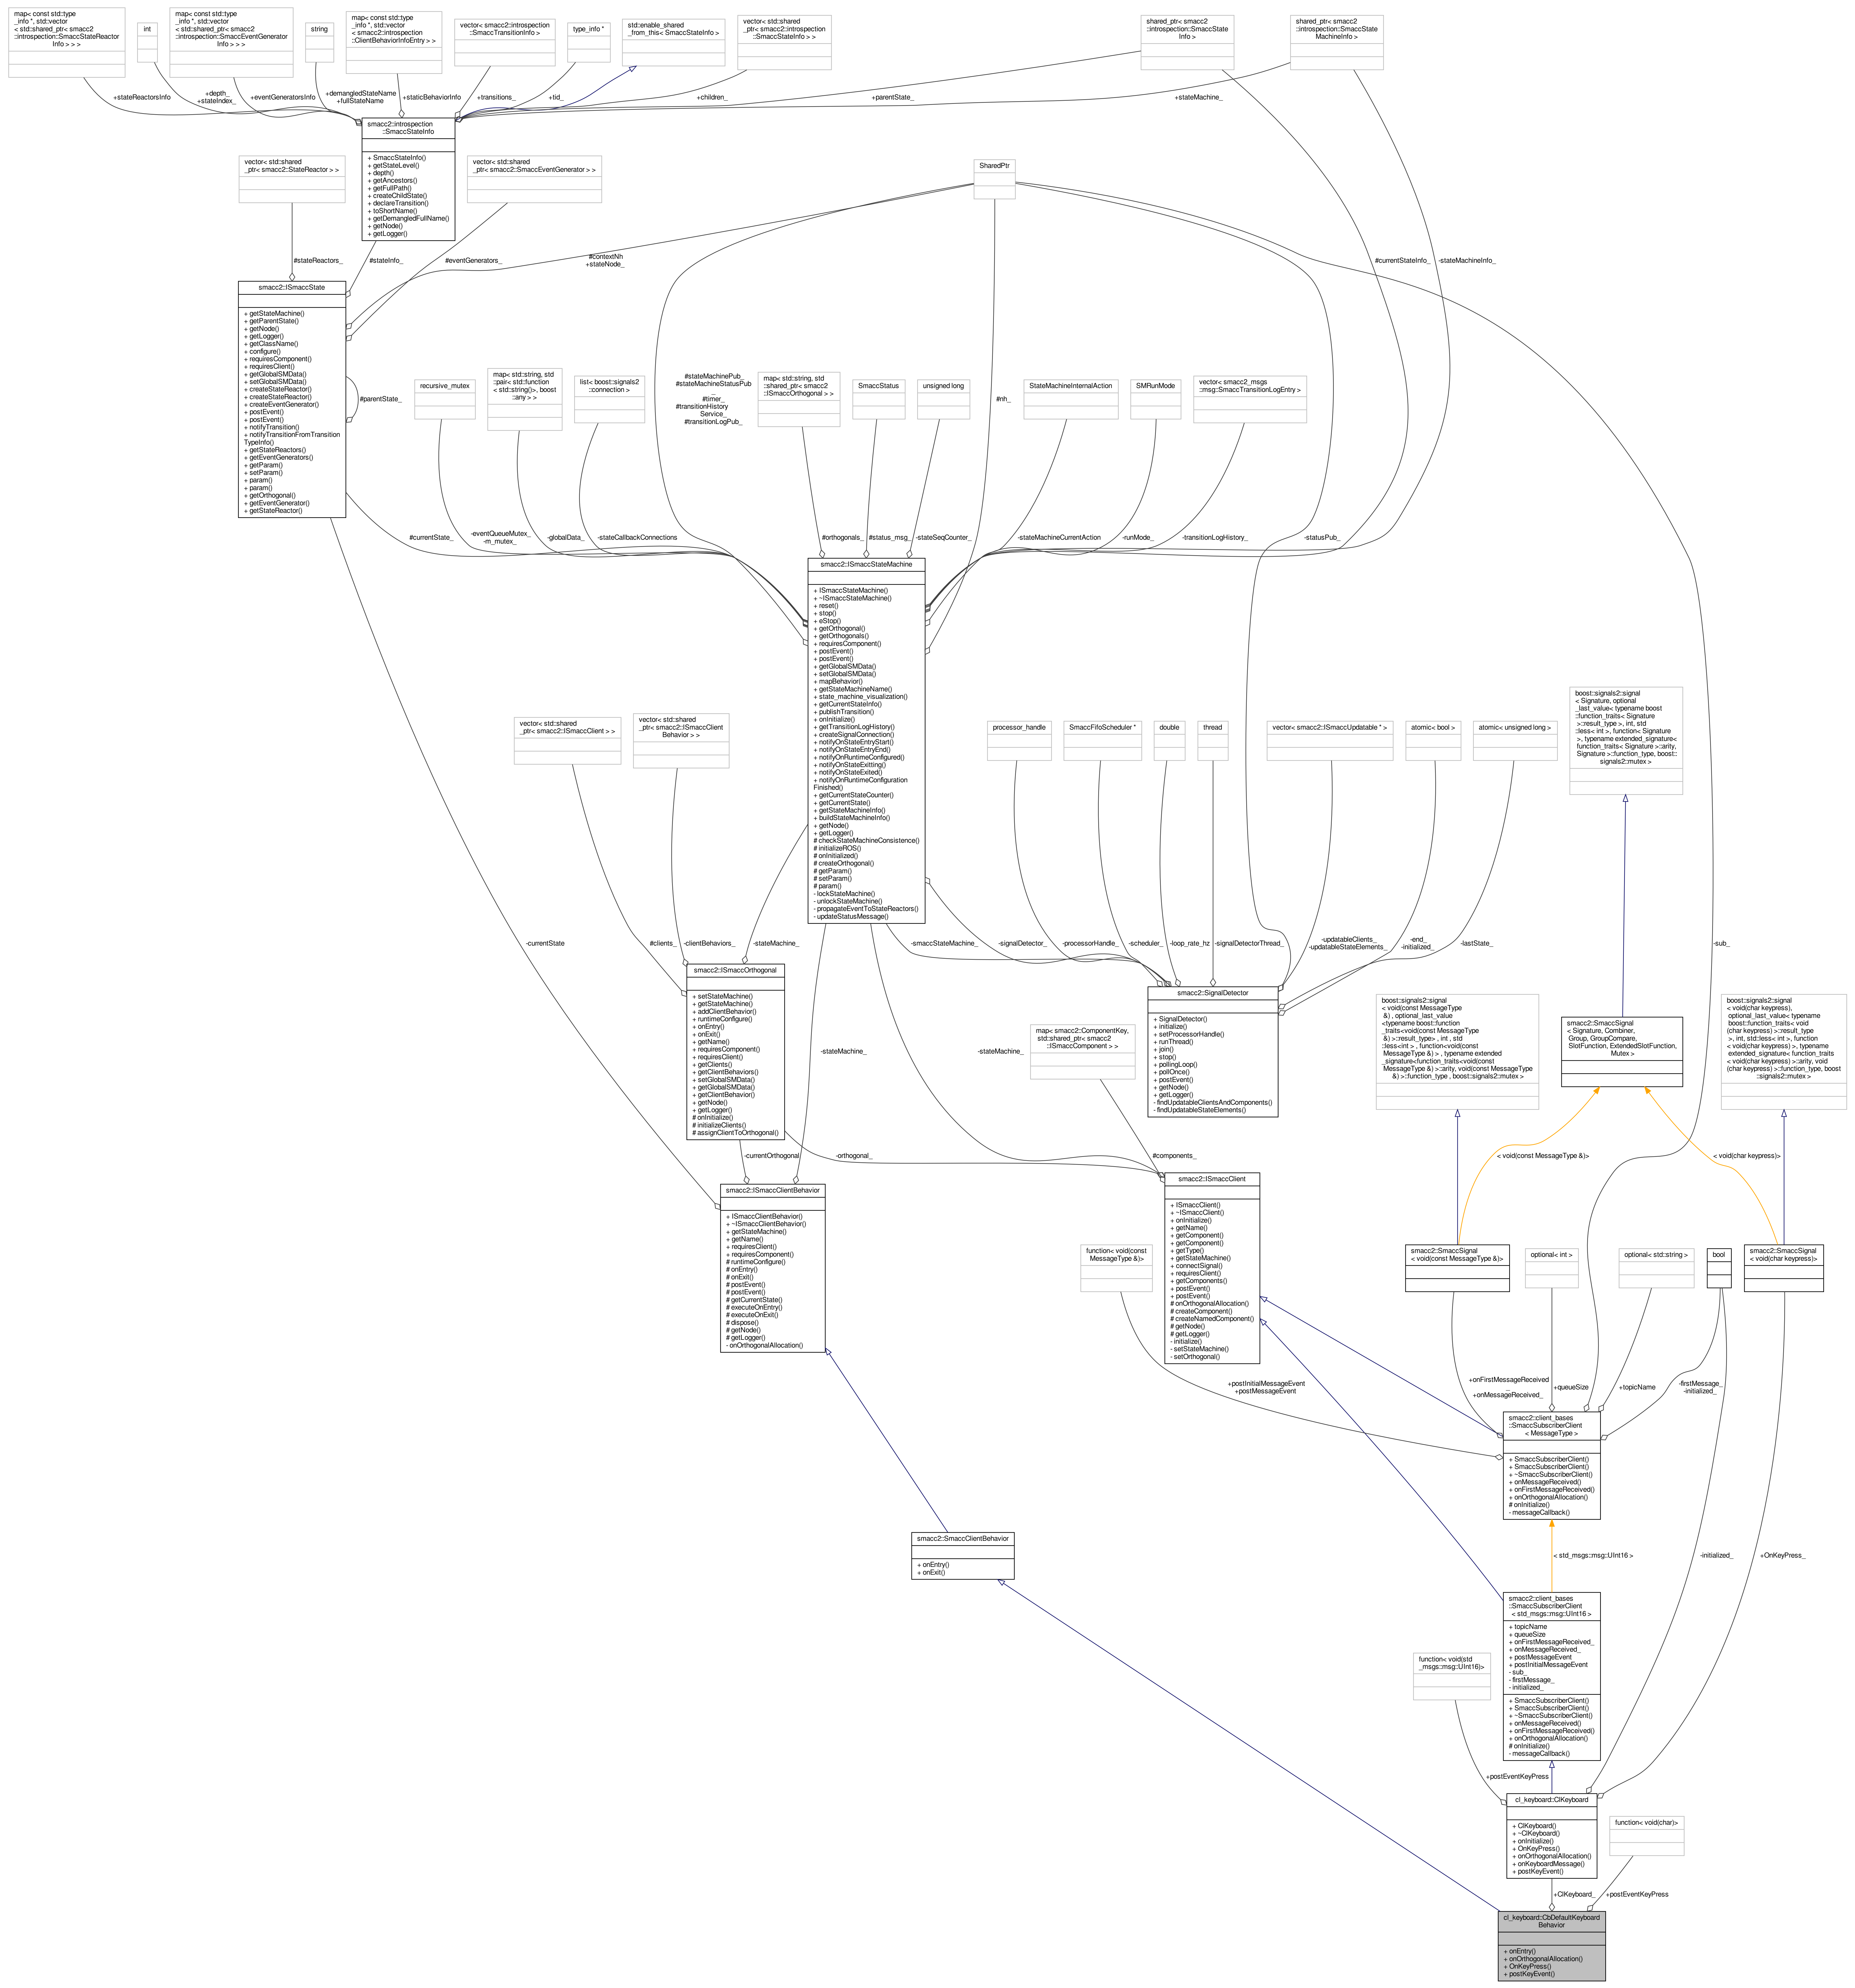 map< const std::type
_info *, std::vector
< std::shared_ptr< smacc2
::introspection::SmaccStateReactor
Info > > >
int
map< const std::type
_info *, std::vector
< std::shared_ptr< smacc2
::introspection::SmaccEventGenerator
Info > > >
string
map< const std::type
_info *, std::vector
< smacc2::introspection
::ClientBehaviorInfoEntry > >
vector< smacc2::introspection
::SmaccTransitionInfo >
type_info *
std::enable_shared
_from_this< SmaccStateInfo >
vector< std::shared
_ptr< smacc2::introspection
::SmaccStateInfo > >
shared_ptr< smacc2
::introspection::SmaccState
Info >
shared_ptr< smacc2
::introspection::SmaccState
MachineInfo >
+stateReactorsInfo
+depth_
+stateIndex_
+eventGeneratorsInfo
+demangledStateName
+fullStateName
+staticBehaviorInfo
+transitions_
+tid_
+children_
+parentState_
+stateMachine_
smacc2::introspection
::SmaccStateInfo
+ SmaccStateInfo()
+ getStateLevel()
+ depth()
+ getAncestors()
+ getFullPath()
+ createChildState()
+ declareTransition()
+ toShortName()
+ getDemangledFullName()
+ getNode()
+ getLogger()
vector< std::shared
_ptr< smacc2::StateReactor > >
vector< std::shared
_ptr< smacc2::SmaccEventGenerator > >
SharedPtr
#stateReactors_
#stateInfo_
#eventGenerators_
#contextNh
+stateNode_
#currentStateInfo_
-stateMachineInfo_
smacc2::ISmaccState
+ getStateMachine()
+ getParentState()
+ getNode()
+ getLogger()
+ getClassName()
+ configure()
+ requiresComponent()
+ requiresClient()
+ getGlobalSMData()
+ setGlobalSMData()
+ createStateReactor()
+ createStateReactor()
+ createEventGenerator()
+ postEvent()
+ postEvent()
+ notifyTransition()
+ notifyTransitionFromTransition
TypeInfo()
+ getStateReactors()
+ getEventGenerators()
+ getParam()
+ setParam()
+ param()
+ param()
+ getOrthogonal()
+ getEventGenerator()
+ getStateReactor()
#parentState_
recursive_mutex
map< std::string, std
::pair< std::function
< std::string()>, boost
::any > >
list< boost::signals2
::connection >
#stateMachinePub_
#stateMachineStatusPub
_
#timer_
#transitionHistory
Service_
#transitionLogPub_
map< std::string, std
::shared_ptr< smacc2
::ISmaccOrthogonal > >
SmaccStatus
unsigned long
#nh_
StateMachineInternalAction
SMRunMode
vector< smacc2_msgs
::msg::SmaccTransitionLogEntry >
#currentState_
-eventQueueMutex_
-m_mutex_
-globalData_
-stateCallbackConnections
#orthogonals_
#status_msg_
-stateSeqCounter_
-stateMachineCurrentAction
-runMode_
-transitionLogHistory_
-statusPub_
smacc2::ISmaccStateMachine
+ ISmaccStateMachine()
+ ~ISmaccStateMachine()
+ reset()
+ stop()
+ eStop()
+ getOrthogonal()
+ getOrthogonals()
+ requiresComponent()
+ postEvent()
+ postEvent()
+ getGlobalSMData()
+ setGlobalSMData()
+ mapBehavior()
+ getStateMachineName()
+ state_machine_visualization()
+ getCurrentStateInfo()
+ publishTransition()
+ onInitialize()
+ getTransitionLogHistory()
+ createSignalConnection()
+ notifyOnStateEntryStart()
+ notifyOnStateEntryEnd()
+ notifyOnRuntimeConfigured()
+ notifyOnStateExitting()
+ notifyOnStateExited()
+ notifyOnRuntimeConfiguration
Finished()
+ getCurrentStateCounter()
+ getCurrentState()
+ getStateMachineInfo()
+ buildStateMachineInfo()
+ getNode()
+ getLogger()
# checkStateMachineConsistence()
# initializeROS()
# onInitialized()
# createOrthogonal()
# getParam()
# setParam()
# param()
- lockStateMachine()
- unlockStateMachine()
- propagateEventToStateReactors()
- updateStatusMessage()
boost::signals2::signal
< Signature, optional
_last_value< typename boost
::function_traits< Signature
>::result_type >, int, std
::less< int >, function< Signature
>, typename extended_signature<
function_traits< Signature >::arity,
Signature >::function_type, boost::
signals2::mutex >
vector< std::shared
_ptr< smacc2::ISmaccClient > >
vector< std::shared
_ptr< smacc2::ISmaccClient
Behavior > >
processor_handle
SmaccFifoScheduler *
double
thread
vector< smacc2::ISmaccUpdatable * >
atomic< bool >
atomic< unsigned long >
-currentState
#clients_
-clientBehaviors_
-stateMachine_
-smaccStateMachine_
-signalDetector_
-processorHandle_
-scheduler_
-loop_rate_hz
-signalDetectorThread_
-updatableClients_
-updatableStateElements_
-end_
-initialized_
-lastState_
-sub_
smacc2::ISmaccOrthogonal
+ setStateMachine()
+ getStateMachine()
+ addClientBehavior()
+ runtimeConfigure()
+ onEntry()
+ onExit()
+ getName()
+ requiresComponent()
+ requiresClient()
+ getClients()
+ getClientBehaviors()
+ setGlobalSMData()
+ getGlobalSMData()
+ getClientBehavior()
+ getNode()
+ getLogger()
# onInitialize()
# initializeClients()
# assignClientToOrthogonal()
smacc2::SignalDetector
+ SignalDetector()
+ initialize()
+ setProcessorHandle()
+ runThread()
+ join()
+ stop()
+ pollingLoop()
+ pollOnce()
+ postEvent()
+ getNode()
+ getLogger()
- findUpdatableClientsAndComponents()
- findUpdatableStateElements()
boost::signals2::signal
< void(const MessageType
&) , optional_last_value
<typename boost::function
_traits<void(const MessageType
&) >::result_type> , int , std
::less<int > , function<void(const
MessageType &) > , typename extended
_signature<function_traits<void(const
MessageType &) >::arity, void(const MessageType
&) >::function_type , boost::signals2::mutex >
smacc2::SmaccSignal
< Signature, Combiner,
Group, GroupCompare,
SlotFunction, ExtendedSlotFunction,
Mutex >
boost::signals2::signal
< void(char keypress),
optional_last_value< typename
boost::function_traits< void
(char keypress) >::result_type
>, int, std::less< int >, function
< void(char keypress) >, typename
extended_signature< function_traits
< void(char keypress) >::arity, void
(char keypress) >::function_type, boost
::signals2::mutex >
map< smacc2::ComponentKey,
std::shared_ptr< smacc2
::ISmaccComponent > >
-stateMachine_
-stateMachine_
-currentOrthogonal
-orthogonal_
#components_
< void(const MessageType &)>
< void(char keypress)>
smacc2::ISmaccClientBehavior
+ ISmaccClientBehavior()
+ ~ISmaccClientBehavior()
+ getStateMachine()
+ getName()
+ requiresClient()
+ requiresComponent()
# runtimeConfigure()
# onEntry()
# onExit()
# postEvent()
# postEvent()
# getCurrentState()
# executeOnEntry()
# executeOnExit()
# dispose()
# getNode()
# getLogger()
- onOrthogonalAllocation()
smacc2::ISmaccClient
+ ISmaccClient()
+ ~ISmaccClient()
+ onInitialize()
+ getName()
+ getComponent()
+ getComponent()
+ getType()
+ getStateMachine()
+ connectSignal()
+ requiresClient()
+ getComponents()
+ postEvent()
+ postEvent()
# onOrthogonalAllocation()
# createComponent()
# createNamedComponent()
# getNode()
# getLogger()
- initialize()
- setStateMachine()
- setOrthogonal()
function< void(const
MessageType &)>
smacc2::SmaccSignal
< void(const MessageType &)>
optional< int >
optional< std::string >
bool
smacc2::SmaccSignal
< void(char keypress)>
+postInitialMessageEvent
+postMessageEvent
+onFirstMessageReceived
_
+onMessageReceived_
+queueSize
+topicName
-firstMessage_
-initialized_
smacc2::client_bases
::SmaccSubscriberClient
< MessageType >
+ SmaccSubscriberClient()
+ SmaccSubscriberClient()
+ ~SmaccSubscriberClient()
+ onMessageReceived()
+ onFirstMessageReceived()
+ onOrthogonalAllocation()
# onInitialize()
- messageCallback()
smacc2::SmaccClientBehavior
+ onEntry()
+ onExit()
< std_msgs::msg::UInt16 >
-initialized_
+OnKeyPress_
smacc2::client_bases
::SmaccSubscriberClient
< std_msgs::msg::UInt16 >
+ topicName
+ queueSize
+ onFirstMessageReceived_
+ onMessageReceived_
+ postMessageEvent
+ postInitialMessageEvent
- sub_
- firstMessage_
- initialized_
+ SmaccSubscriberClient()
+ SmaccSubscriberClient()
+ ~SmaccSubscriberClient()
+ onMessageReceived()
+ onFirstMessageReceived()
+ onOrthogonalAllocation()
# onInitialize()
- messageCallback()
function< void(std
_msgs::msg::UInt16)>
+postEventKeyPress
cl_keyboard::ClKeyboard
+ ClKeyboard()
+ ~ClKeyboard()
+ onInitialize()
+ OnKeyPress()
+ onOrthogonalAllocation()
+ onKeyboardMessage()
+ postKeyEvent()
function< void(char)>
+ClKeyboard_
+postEventKeyPress
cl_keyboard::CbDefaultKeyboard
Behavior
+ onEntry()
+ onOrthogonalAllocation()
+ OnKeyPress()
+ postKeyEvent()